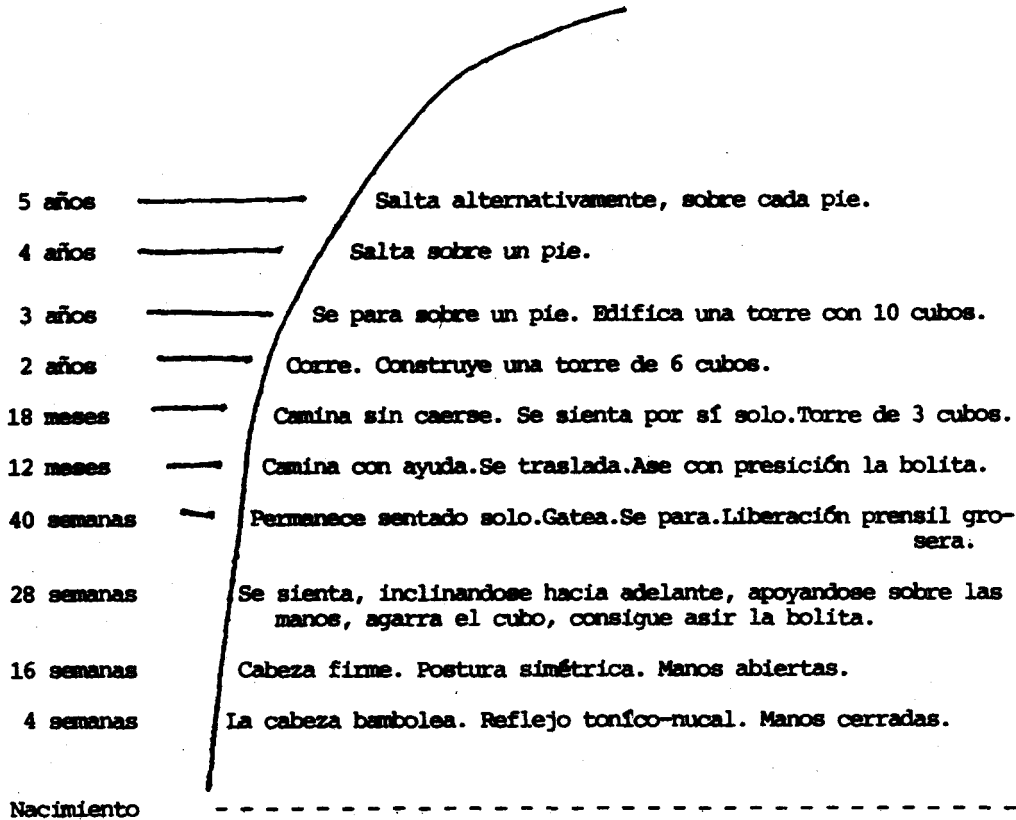 5 años Salta alternativamente, sobre cada pie.
4 años Salta sobre un pie.
3 años Se para sobre un pie. Edifica una torre con 10 cubos.
2 años Corre. Construye una torre de 6 cubos.
18 meses Camina sin caerse. Se sienta por sí solo.Torre de 3 cubos.
12 meses Camina con ayuda.Se traslada.Ase con presición la bolita.
40 semanas Permanece sentado solo.Gatea.Se para.Liberación prensil gro-
sera.
28 semanas Se sienta, inclinandose hacia adelante, apoyandose sobre las
manos, agarra el cubo, consigue asir la bolita.
16 semanas Cabeza firme. Postura simétrica. Manos abiertas.
4 semanas La cabeza bambolea. Reflejo toníco-nucal. Manos cerradas.
Nacimiento